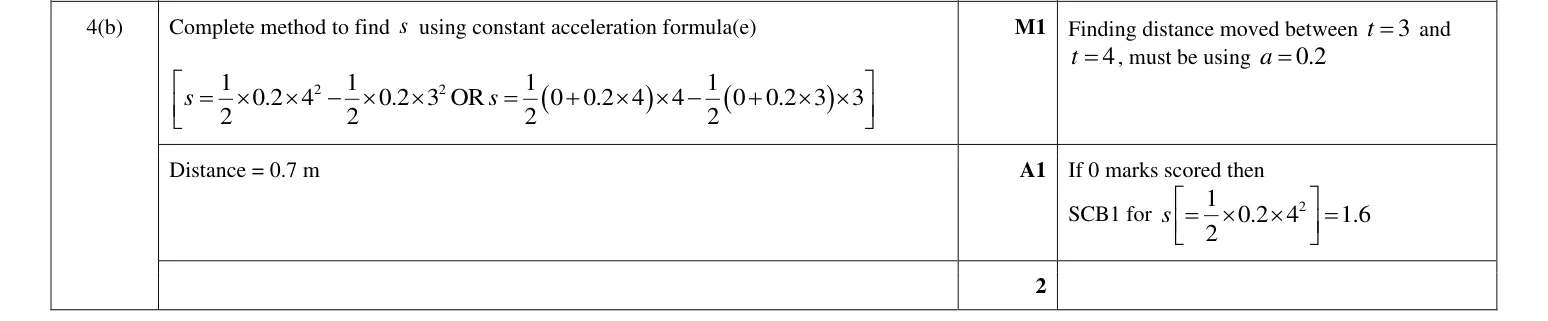 4(b) Complete method to find s using constant acceleration formula(e) M1 Finding distance moved between t = 3 and
t = 4, must be using a = 0.2
[s = 1/2 × 0.2 × 4² − 1/2 × 0.2 × 3² OR s = 1/2 (0 + 0.2 × 4) × 4 − 1/2 (0 + 0.2 × 3) × 3]
Distance = 0.7 m A1 If 0 marks scored then
SCB1 for s [= 1/2 × 0.2 × 4²] = 1.6
2